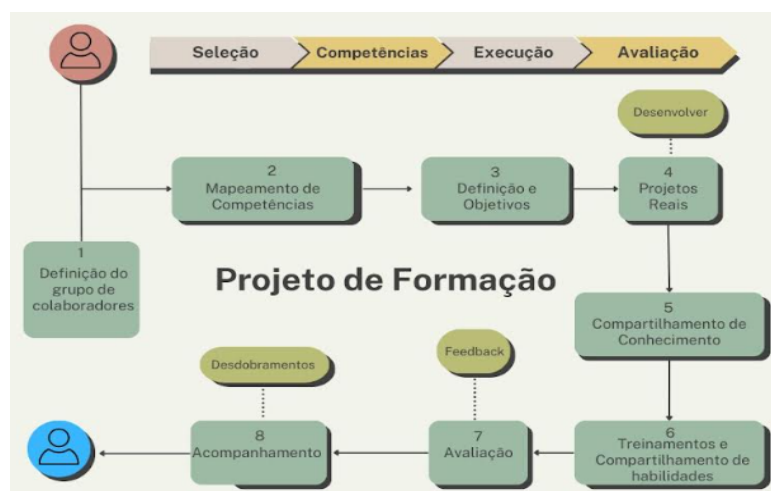 Seleção
Competências
Execução
Avaliação
Desenvolver
2
Mapeamento de
Competências
3
Definição e
Objetivos
4
Projetos
Reais
1
Definição do
grupo de
colaboradores
Projeto de Formação
5
Compartilhamento de
Conhecimento
Desdobramentos
Feedback
8
Acompanhamento
7
Avaliação
6
Treinamentos e
Compartilhamento de
habilidades